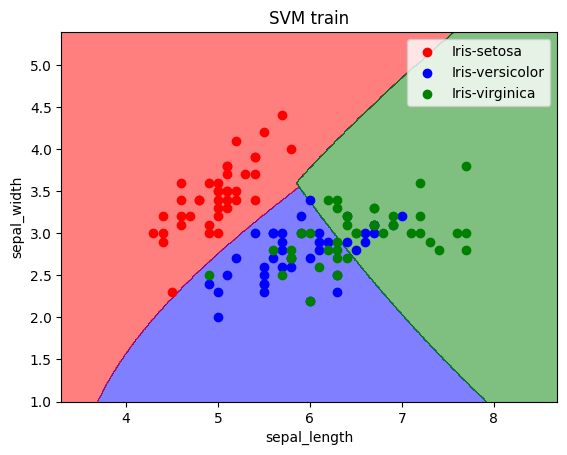 SVM train
Iris-setosa
Iris-versicolor
Iris-virginica
5.0
4.5
4.0
3.5
3.0
2.5
2.0
1.5
1.0
sepal_width
4
5
6
7
8
sepal_length